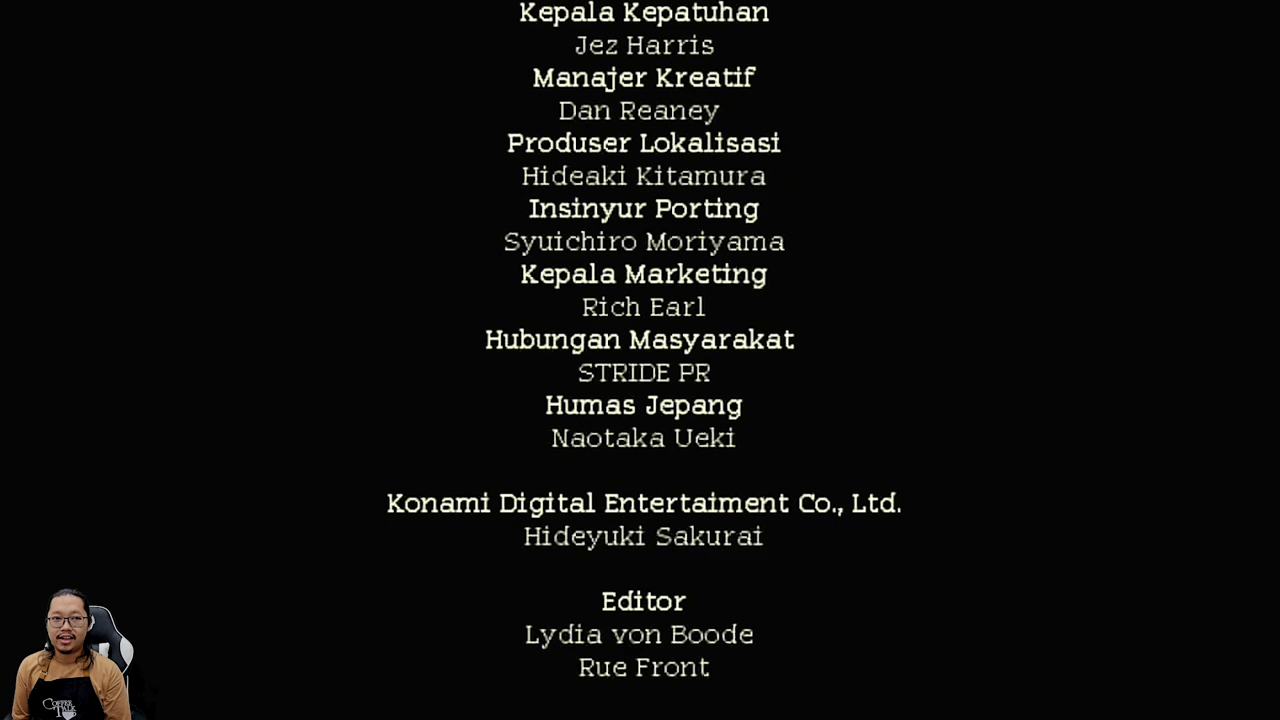 Kepala Kepatuhan
Jez Harris
Manajer Kreatif
Dan Reaney
Produser Lokalisasi
Hideaki Kitamura
Insinyur Porting
Syuichiro Moriyama
Kepala Marketing
Rich Earl
Hubungan Masyarakat
STRIDE PR
Humas Jepang
Naotaka Ueki
Konami Digital Entertaiment Co., Ltd.
Hideyuki Sakurai
Editor
Lydia von Boode
Rue Front
COFFEE
TALK